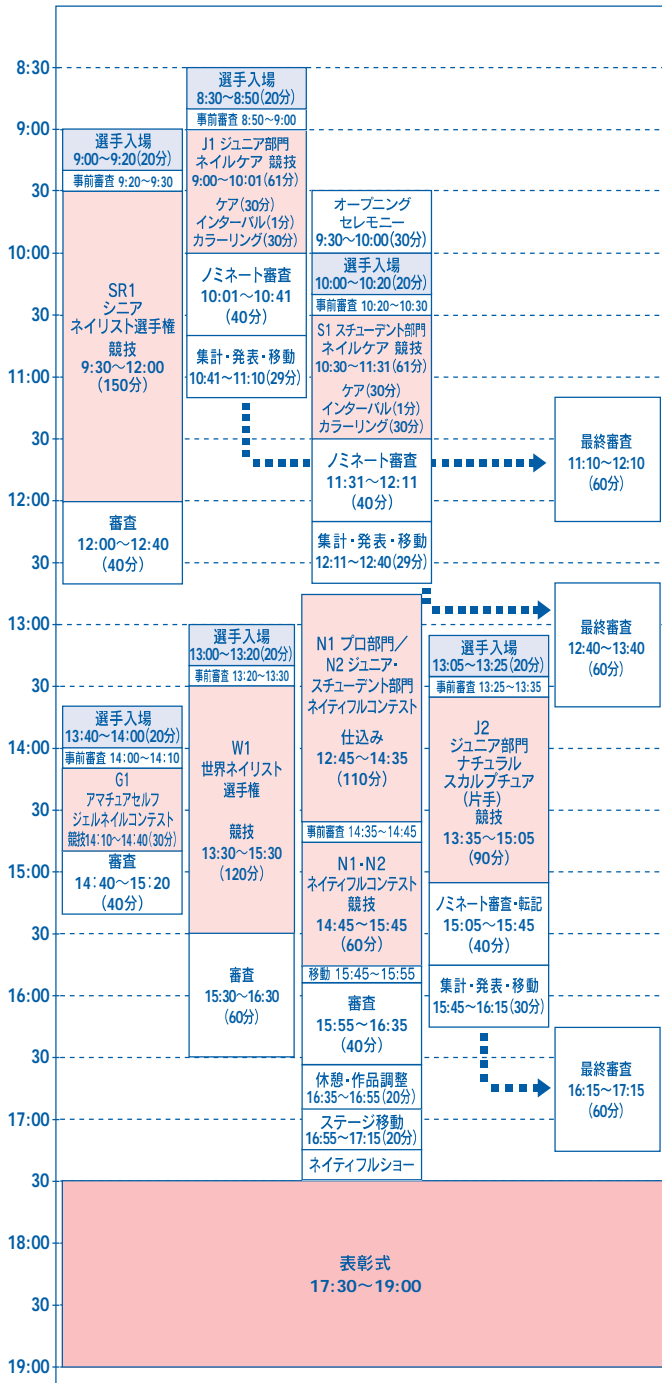 8:30
9:00
30
10:00
30
11:00
30
12:00
30
13:00
30
14:00
30
15:00
30
16:00
30
17:00
30
18:00
30
19:00
選手入場
9:00~9:20(20分)
事前審査 9:20~9:30
SR1
シニア
ネイリスト選手権
競技
9:30~12:00
(150分)
審査
12:00~12:40
(40分)
選手入場
8:30~8:50(20分)
事前審査 8:50~9:00
J1 ジュニア部門
ネイルケア 競技
9:00~10:01(61分)
ケア(30分)
インターバル(1分)
カラーリング(30分)
ノミネート審査
10:01~10:41
(40分)
集計・発表・移動
10:41~11:10(29分)
オープニング
セレモニー
9:30~10:00(30分)
選手入場
10:00~10:20(20分)
事前審査 10:20~10:30
S1 スチューデント部門
ネイルケア 競技
10:30~11:31(61分)
ケア(30分)
インターバル(1分)
カラーリング(30分)
ノミネート審査
11:31~12:11
(40分)
集計・発表・移動
12:11~12:40(29分)
最終審査
11:10~12:10
(60分)
最終審査
12:40~13:40
(60分)
選手入場
13:40~14:00(20分)
事前審査 14:00~14:10
G1
アマチュアセルフ
ジェルネイルコンテスト
競技14:10~14:40(30分)
審査
14:40~15:20
(40分)
選手入場
13:00~13:20(20分)
事前審査 13:20~13:30
W1
世界ネイリスト
選手権
競技
13:30~15:30
(120分)
審査
15:30~16:30
(60分)
N1 プロ部門/
N2 ジュニア・
スチューデント部門
ネイティフルコンテスト
仕込み
12:45~14:35
(110分)
事前審査 14:35~14:45
N1・N2
ネイティフルコンテスト
競技
14:45~15:45
(60分)
移動 15:45~15:55
審査
15:55~16:35
(40分)
休憩・作品調整
16:35~16:55(20分)
ステージ移動
16:55~17:15(20分)
ネイティフルショー
選手入場
13:05~13:25(20分)
事前審査 13:25~13:35
J2
ジュニア部門
ナチュラル
スカルプチュア
(片手)
競技
13:35~15:05
(90分)
ノミネート審査・転記
15:05~15:45
(40分)
集計・発表・移動
15:45~16:15(30分)
最終審査
16:15~17:15
(60分)
表彰式
17:30~19:00